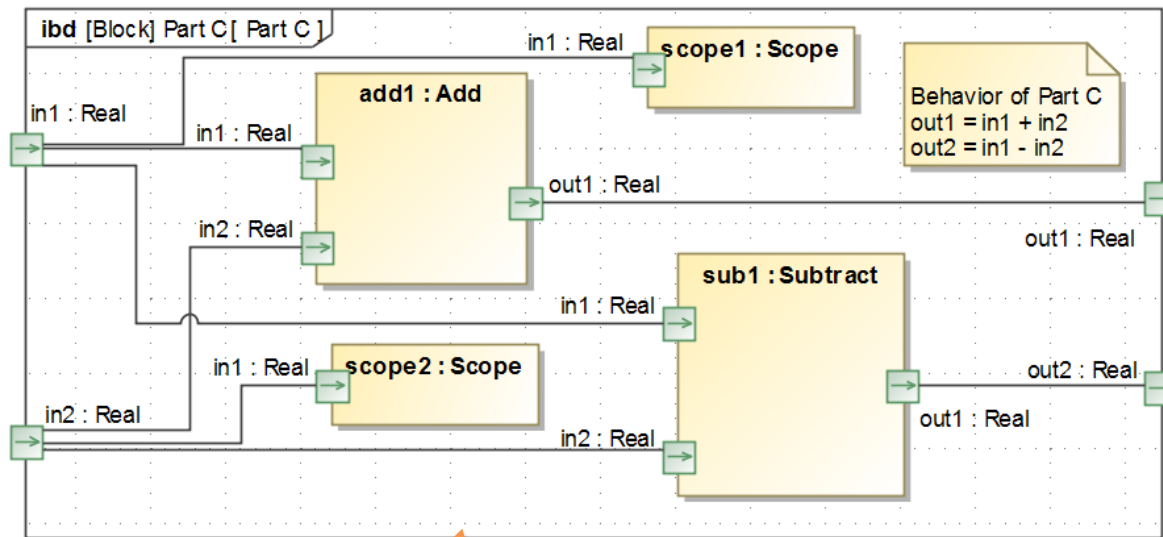 ibd [Block] Part C[ Part C ]
in1 : Real
scope1 : Scope
add1 : Add
Behavior of Part C
out1 = in1 + in2
out2 = in1 - in2
in1 : Real
in1 : Real
out1 : Real
in2 : Real
out1 : Real
sub1 : Subtract
in1 : Real
in1 : Real
scope2 : Scope
out2 : Real
in2 : Real
out1 : Real
in2 : Real